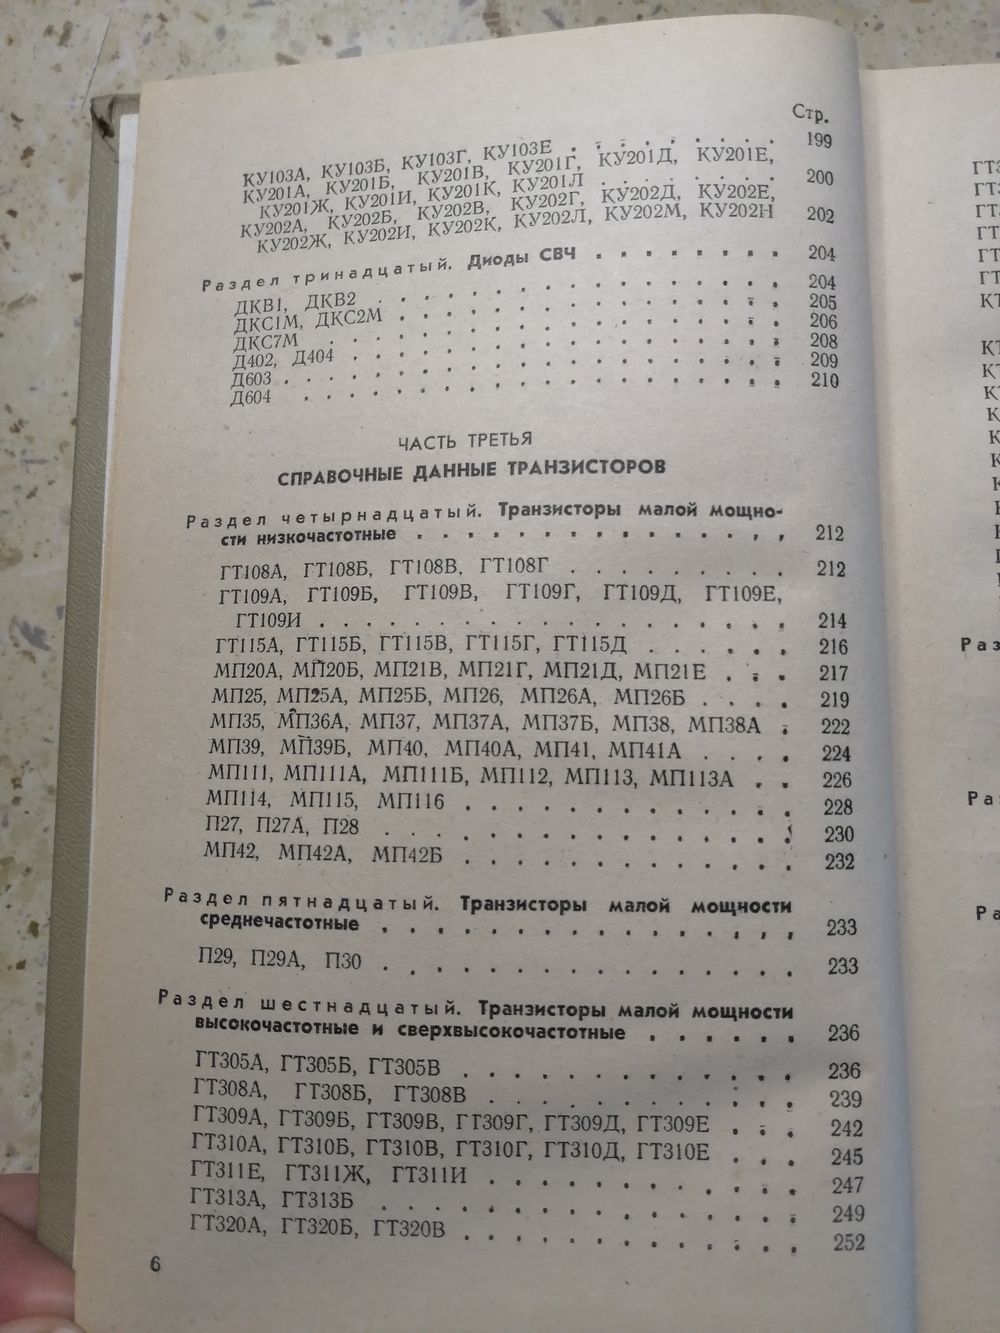 Стр.
КУ103А, КУ103Б, КУ103Г, КУ103Е . . . . . . . 199
КУ201А, КУ201Б, КУ201В, КУ201Г, КУ201Д, КУ201Е,
КУ201Ж, КУ201И, КУ201К, КУ201Л . . . . . . 200
КУ202А, КУ202Б, КУ202В, КУ202Г, КУ202Д, КУ202Е,
КУ202Ж, КУ202И, КУ202К, КУ202Л, КУ202М, КУ202Н 202
Раздел тринадцатый. Диоды СВЧ . . . . . . . 204
ДКВ1, ДКВ2 . . . . . . . . . . . . . . 204
ДКС1М, ДКС2М . . . . . . . . . . . . . 205
ДКС7М . . . . . . . . . . . . . . . . 206
Д402, Д404 . . . . . . . . . . . . . . . 208
Д603 . . . . . . . . . . . . . . . . . 209
Д604 . . . . . . . . . . . . . . . . . 210
ЧАСТЬ ТРЕТЬЯ
СПРАВОЧНЫЕ ДАННЫЕ ТРАНЗИСТОРОВ
Раздел четырнадцатый. Транзисторы малой мощно-
сти низкочастотные . . . . . . . . . . . . . 212
ГТ108А, ГТ108Б, ГТ108В, ГТ108Г . . . . . . . . 212
ГТ109А, ГТ109Б, ГТ109В, ГТ109Г, ГТ109Д, ГТ109Е,
ГТ109И . . . . . . . . . . . . . . . . 214
ГТ115А, ГТ115Б, ГТ115В, ГТ115Г, ГТ115Д . . . . . . 216
МП20А, МП20Б, МП21В, МП21Г, МП21Д, МП21Е . . . 217
МП25, МП25А, МП25Б, МП26, МП26А, МП26Б . . . . 219
МП35, МП36А, МП37, МП37А, МП37Б, МП38, МП38А . 222
МП39, МП39Б, МП40, МП40А, МП41, МП41А . . . . 224
МП111, МП111А, МП111Б, МП112, МП113, МП113А . . 226
МП114, МП115, МП116 . . . . . . . . . . . . 228
П27, П27А, П28 . . . . . . . . . . . . . . . 230
МП42, МП42А, МП42Б . . . . . . . . . . . . 232
Раздел пятнадцатый. Транзисторы малой мощности
среднечастотные . . . . . . . . . . . . . . . 233
П29, П29А, П30 . . . . . . . . . . . . . . . 233
Раздел шестнадцатый. Транзисторы малой мощности
высокочастотные и сверхвысокочастотные . . . . . . 236
ГТ305А, ГТ305Б, ГТ305В . . . . . . . . . . . . 236
ГТ308А, ГТ308Б, ГТ308В . . . . . . . . . . . 239
ГТ309А, ГТ309Б, ГТ309В, ГТ309Г, ГТ309Д, ГТ309Е . . . 242
ГТ310А, ГТ310Б, ГТ310В, ГТ310Г, ГТ310Д, ГТ310Е . . . 245
ГТ311Е, ГТ311Ж, ГТ311И . . . . . . . . . . . 247
ГТ313А, ГТ313Б . . . . . . . . . . . . . . . 249
ГТ320А, ГТ320Б, ГТ320В . . . . . . . . . . . . 252
6